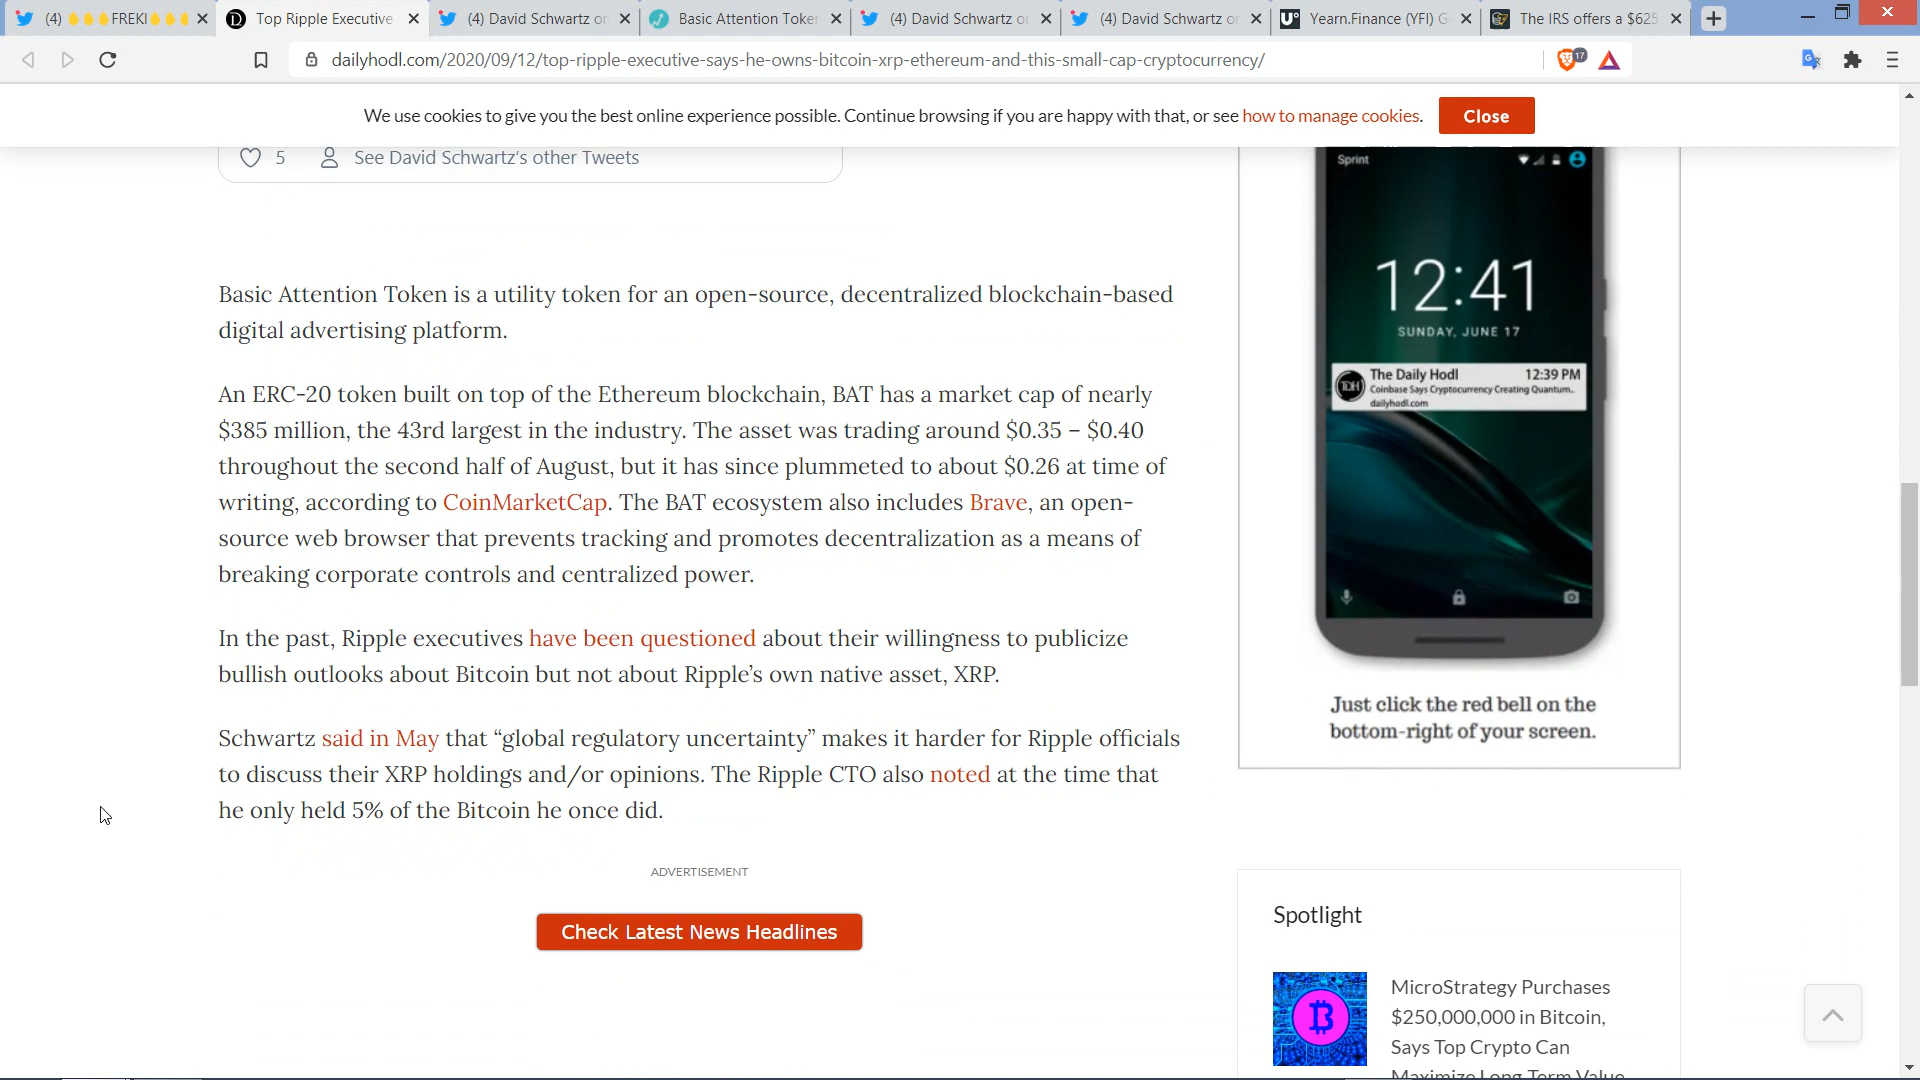 (4) 🔥🔥🔥FREKI🔥🔥🔥
Top Ripple Executive
(4) David Schwartz or
Basic Attention Toke
(4) David Schwartz or
(4) David Schwartz or
Yearn.Finance (YFI) G
The IRS offers a $625
dailyhodl.com/2020/09/12/top-ripple-executive-says-he-owns-bitcoin-xrp-ethereum-and-this-small-cap-cryptocurrency/
17
We use cookies to give you the best online experience possible. Continue browsing if you are happy with that, or see how to manage cookies.
Close
5 See David Schwartz's other Tweets
Basic Attention Token is a utility token for an open-source, decentralized blockchain-based
digital advertising platform.
An ERC-20 token built on top of the Ethereum blockchain, BAT has a market cap of nearly
$385 million, the 43rd largest in the industry. The asset was trading around $0.35 – $0.40
throughout the second half of August, but it has since plummeted to about $0.26 at time of
writing, according to CoinMarketCap. The BAT ecosystem also includes Brave, an open-
source web browser that prevents tracking and promotes decentralization as a means of
breaking corporate controls and centralized power.
In the past, Ripple executives have been questioned about their willingness to publicize
bullish outlooks about Bitcoin but not about Ripple’s own native asset, XRP.
Schwartz said in May that “global regulatory uncertainty” makes it harder for Ripple officials
to discuss their XRP holdings and/or opinions. The Ripple CTO also noted at the time that
he only held 5% of the Bitcoin he once did.
ADVERTISEMENT
Check Latest News Headlines
Sprint
12:41
SUNDAY, JUNE 17
TDH
The Daily Hodl 12:39 PM
Coinbase Says Cryptocurrency Creating Quantum..
dailyhodl.com
Just click the red bell on the
bottom-right of your screen.
Spotlight
MicroStrategy Purchases
$250,000,000 in Bitcoin,
Says Top Crypto Can
Maximize Long-Term Value